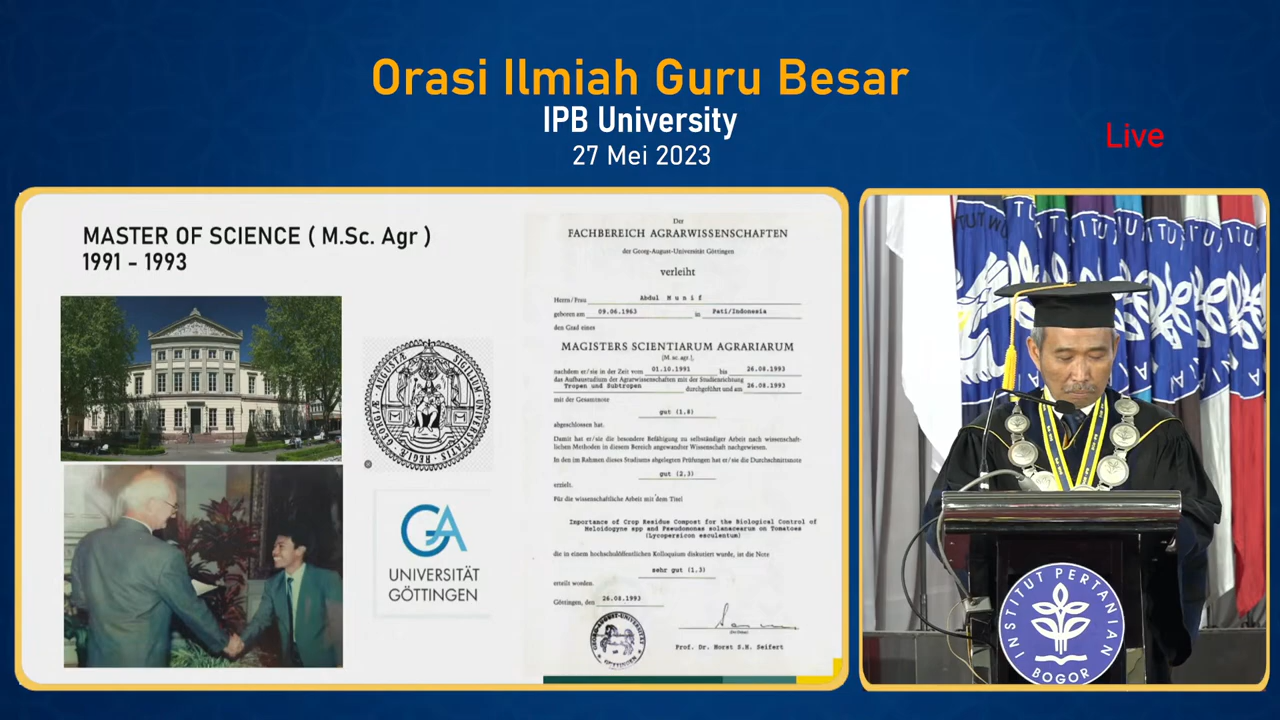 Orasi Ilmiah Guru Besar
IPB University
27 Mei 2023
Live
MASTER OF SCIENCE ( M.Sc. Agr )
1991 - 1993
UNIVERSITÄT
GÖTTINGEN
Der
FACHBEREICH AGRARWISSENSCHAFTEN
der Georg-August-Universität Göttingen
verleiht
Herrn/Frau Abdul Munif
geboren am 09.06.1963 in Pati/Indonesia
den Grad eines
MAGISTERS SCIENTIARUM AGRARIARUM
(M.sc.agr.),
nachdem er/sie in der Zeit vom 01.10.1991 bis 26.08.1993
das Aufbaustudium der Agrarwissenschaften mit der Studienrichtung
Tropen und Subtropen durchgeführt und am 26.08.1993
mit der Gesamtnote
gut (1,8)
abgeschlossen hat.
Damit hat er/sie die besondere Befähigung zu selbständiger Arbeit nach wissenschaft-
lichen Methoden in dieses Bereich angewandter Wissenschaft nachgewiesen.
In den im Rahmen dieses Studiums abgelegten Prüfungen hat er/sie die Durchschnittsnote
gut (2,3)
erzielt.
Für die wissenschaftliche Arbeit mit dem Titel
Importance of Crop Residue Compost for the Biological Control of
Meloidogyne spp and Pseudomonas solanacearum on Tomatoes
(Lycopersicon esculentum)
die in einem hochschulöffentlichen Kolloquium diskutiert wurde, ist die Note
sehr gut (1,3)
erteilt worden.
Göttingen, den 26.08.1993
Prof. Dr. Horst S.H. Seifert
INSTITUT PERTANIAN
BOGOR